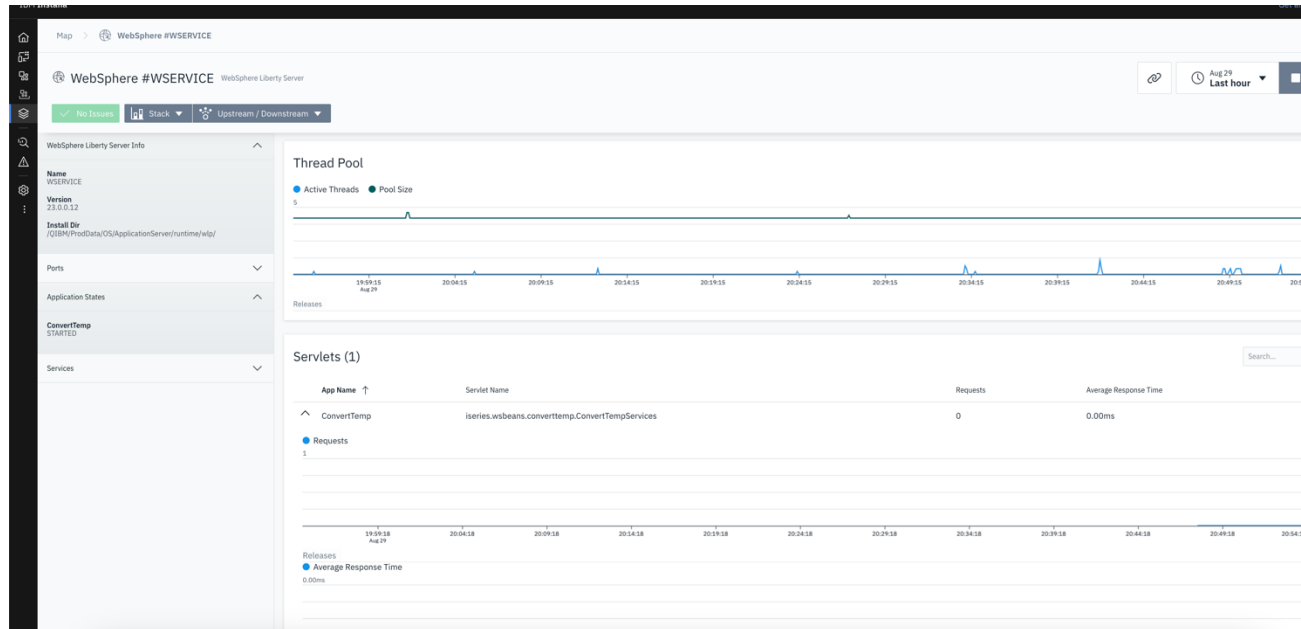 IBM Instana
Map > WebSphere #WSERVICE
WebSphere #WSERVICE WebSphere Liberty Server
Aug 29
Last hour
No Issues Stack Upstream / Downstream
WebSphere Liberty Server Info
Name
WSERVICE
Version
23.0.0.12
Install Dir
/QIBM/ProdData/OS/ApplicationServer/runtime/wlp/
Ports
Application States
ConvertTemp
STARTED
Services
Thread Pool
Active Threads Pool Size
5
19:59:15 20:04:15 20:09:15 20:14:15 20:19:15 20:24:15 20:29:15 20:34:15 20:39:15 20:44:15 20:49:15
Aug 29
Releases
Servlets (1)
Search...
App Name ↑ Servlet Name Requests Average Response Time
ConvertTemp iseries.wsbeans.converttemp.ConvertTempServices 0 0.00ms
Requests
1
19:59:18 20:04:18 20:09:18 20:14:18 20:19:18 20:24:18 20:29:18 20:34:18 20:39:18 20:44:18 20:49:18 20:54:
Aug 29
Releases
Average Response Time
0.00ms